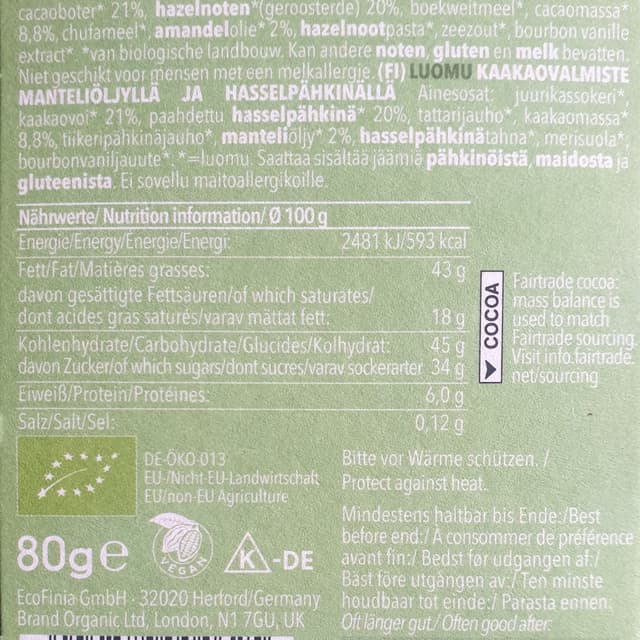 cacaoboter* 21%, hazelnoten*(geroosterde) 20%, boekweitmeel*, cacaomassa*
8,8%, chufameel*, amandelolie* 2%, hazelnootpasta*, zeezout*, bourbon vanille
extract* *van biologische landbouw. Kan andere noten, gluten en melk bevatten.
Niet geschikt voor mensen met een melkallergie. (FI) LUOMU KAAKAOVALMISTE
MANTELIÖLJYLLÄ JA HASSELPÄHKINÄLLÄ Ainesosat: juurikassokeri*,
kaakaovoi* 21%, paahdettu hasselpähkinä* 20%, tattarijauho*, kaakaomassa*
8,8%, tiikeripähkinäjauho*, manteliöljy* 2%, hasselpähkinätahna*, merisuola*,
bourbonvaniljauute*. *=luomu. Saattaa sisältää jäämiä pähkinöistä, maidosta ja
gluteenista. Ei sovellu maitoallergikoille.
Nährwerte/ Nutrition information/ Ø 100 g
Energie/Energy/Énergie/Energi: 2481 kJ/593 kcal
Fett/Fat/Matières grasses: 43 g
davon gesättigte Fettsäuren/of which saturates/
dont acides gras saturés/varav mättat fett: 18 g
Kohlenhydrate/Carbohydrate/Glucides/Kolhydrat: 45 g
davon Zucker/of which sugars/dont sucres/varav sockerarter 34 g
Eiweiß/Protein/Protéines: 6,0 g
Salz/Salt/Sel: 0,12 g
COCOA
Fairtrade cocoa:
mass balance is
used to match
Fairtrade sourcing.
Visit info.fairtrade.
net/sourcing
DE-ÖKO-013
EU-/Nicht-EU-Landwirtschaft
EU/non-EU Agriculture
80g e
VEGAN
K-DE
EcoFinia GmbH · 32020 Herford/Germany
Brand Organic Ltd, London, N1 7GU, UK
Bitte vor Wärme schützen. /
Protect against heat.
Mindestens haltbar bis Ende:/Best
before end:/ À consommer de préférence
avant fin:/ Bedst før udgangen af:/
Bäst före utgången av:/ Ten minste
houdbaar tot einde:/ Parasta ennen:
Oft länger gut./ Often good after: